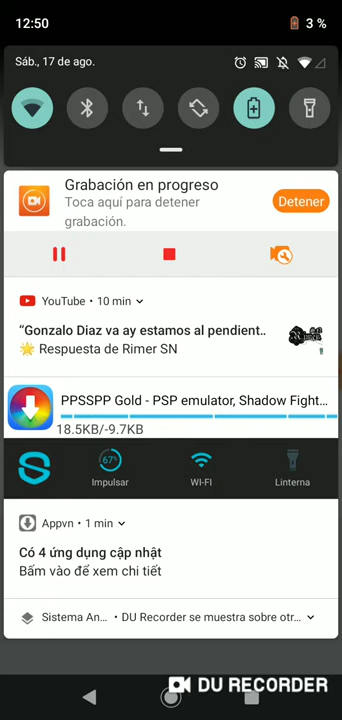 12:50
3 %
Sáb., 17 de ago.
Grabación en progreso
Toca aquí para detener
grabación.
Detener
YouTube • 10 min
“Gonzalo Diaz va ay estamos al pendient..
🌟 Respuesta de Rimer SN
Rimer
PPSSPP Gold - PSP emulator, Shadow Fight...
18.5KB/-9.7KB
67%
Impulsar
WI-FI
Linterna
Appvn • 1 min
Có 4 ứng dụng cập nhật
Bấm vào để xem chi tiết
Sistema An... • DU Recorder se muestra sobre otr...
DU RECORDER